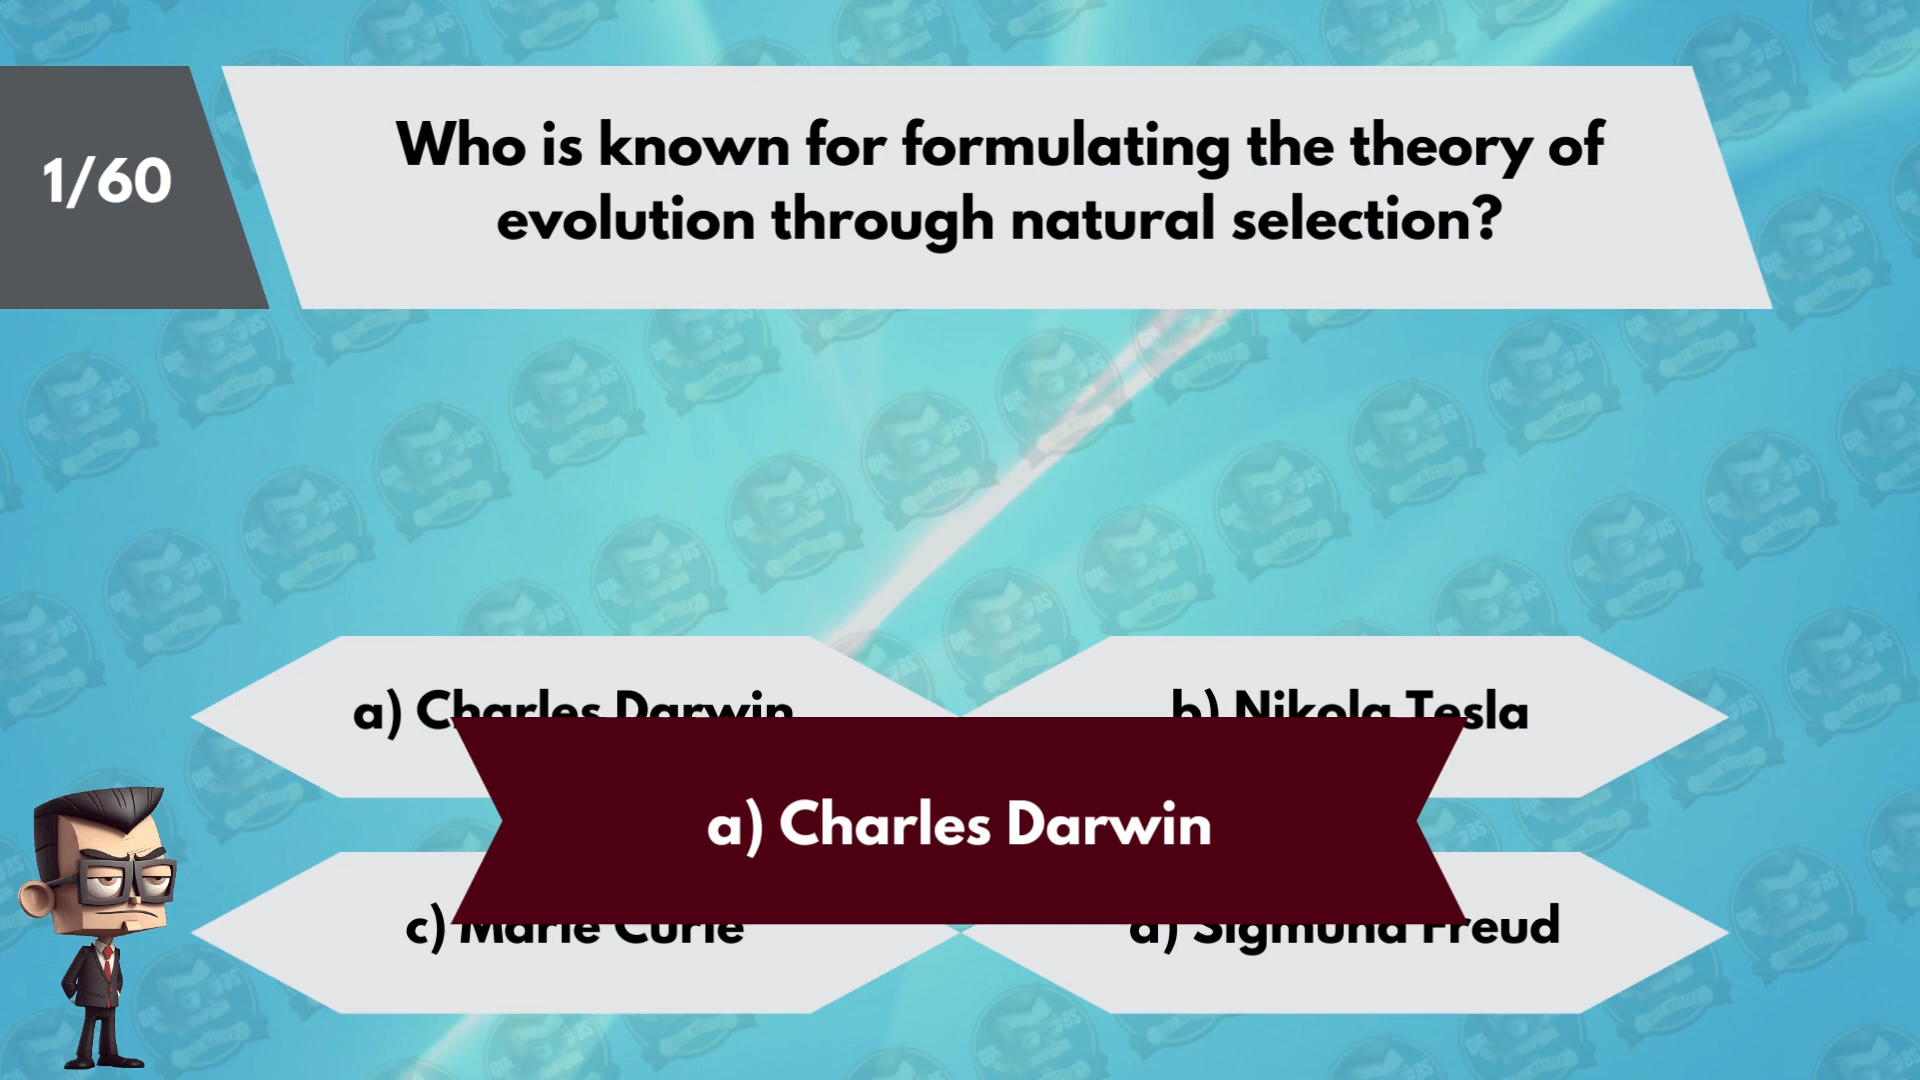 1/60
Who is known for formulating the theory of
evolution through natural selection?
a) Charles Darwin
b) Nikola Tesla
a) Charles Darwin
c) Marie Curie
d) Sigmund Freud